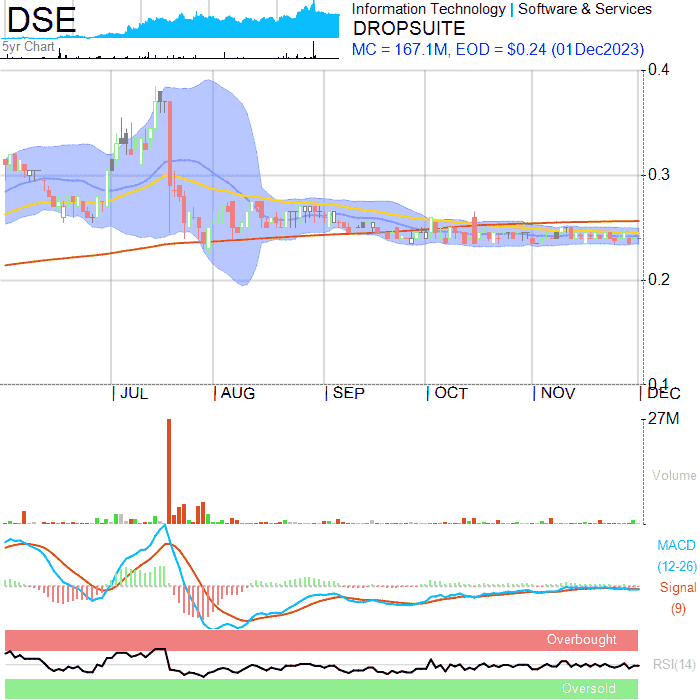 DSE
5yr Chart
Information Technology | Software & Services
DROPSUITE
MC = 167.1M, EOD = $0.24 (01Dec2023)
0.4
0.3
0.2
0.1
JUL AUG SEP OCT NOV DEC
27M
Volume
MACD
(12-26)
Signal
(9)
Overbought
RSI(14)
Oversold